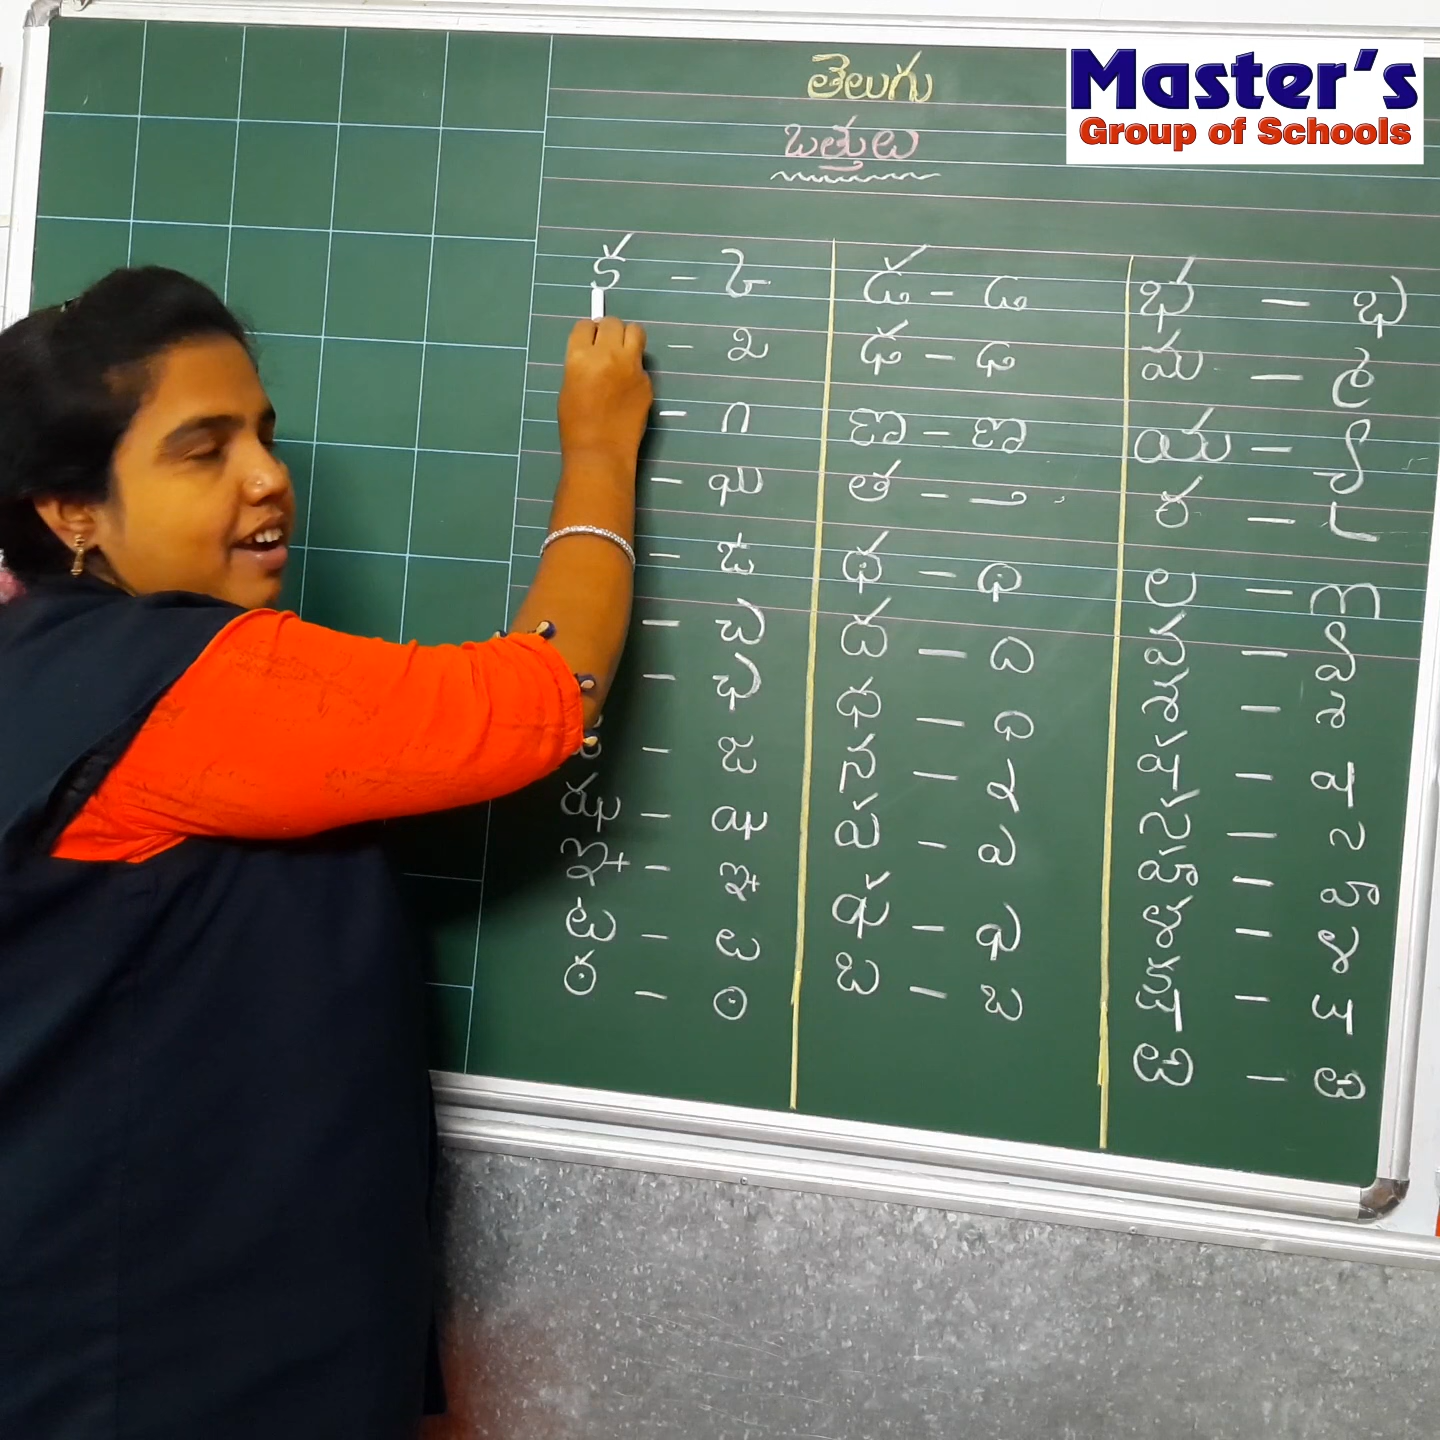 Master's
Group of Schools
తెలుగు
ఒత్తులు
క - ్క
- ్ఖ
- ్గ
- ్ఘ
- ్ఙ
- ్చ
- ్ఛ
- ్జ
ఝ - ్ఝ
ఞ - ్ఞ
ట - ్ట
ఠ - ్ఠ
డ - ్డ
ఢ - ్ఢ
ణ - ్ణ
త - ్త
థ - ్థ
ద - ్ద
ధ - ్ధ
న - ్న
ప - ్ప
ఫ - ్ఫ
బ - ్బ
భ - ్భ
మ - ్మ
య - ్య
ర - ్ర
ల - ్ల
వ - ్వ
శ - ్శ
ష - ్ష
స - ్స
హ - ్హ
ళ - ్ళ
క్ష - ్క్ష
ఱ - ్ఱ